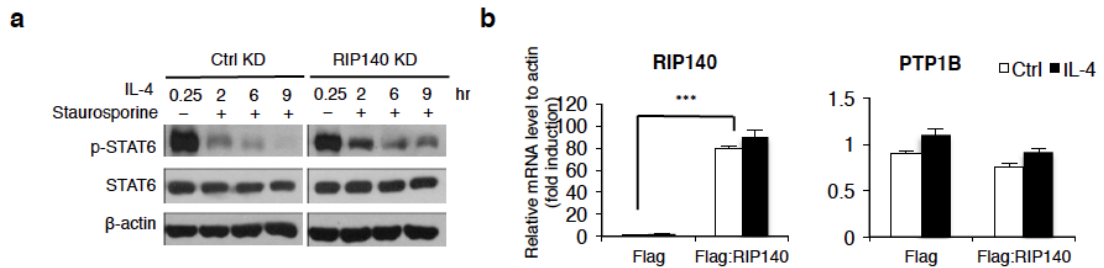 a
Ctrl KD RIP140 KD
IL-4 0.25 2 6 9 0.25 2 6 9 hr
Staurosporine – + + + – + + +
p-STAT6
STAT6
β-actin
b
RIP140
Relative mRNA level to actin
(fold induction)
120
100
80
60
40
20
0
***
Flag Flag:RIP140
PTP1B
Ctrl IL-4
1.5
1
0.5
0
Flag Flag:RIP140